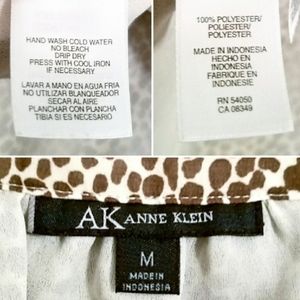 HAND WASH COLD WATER
NO BLEACH
DRIP DRY
PRESS WITH COOL IRON
IF NECESSARY
LAVAR A MANO EN AGUA FRIA
NO UTILIZAR BLANQUEADOR
SECAR AL AIRE
PLANCHAR CON PLANCHA
TIBIA SI ES NECESSARIO
100% POLYESTER/
POLYESTER/
POLYESTER
MADE IN INDONESIA
HECHO EN
INDONESIA
FABRIQUE EN
INDONESIE
RN 54050
CA 08349
AK ANNE KLEIN
M
MADE IN
INDONESIA